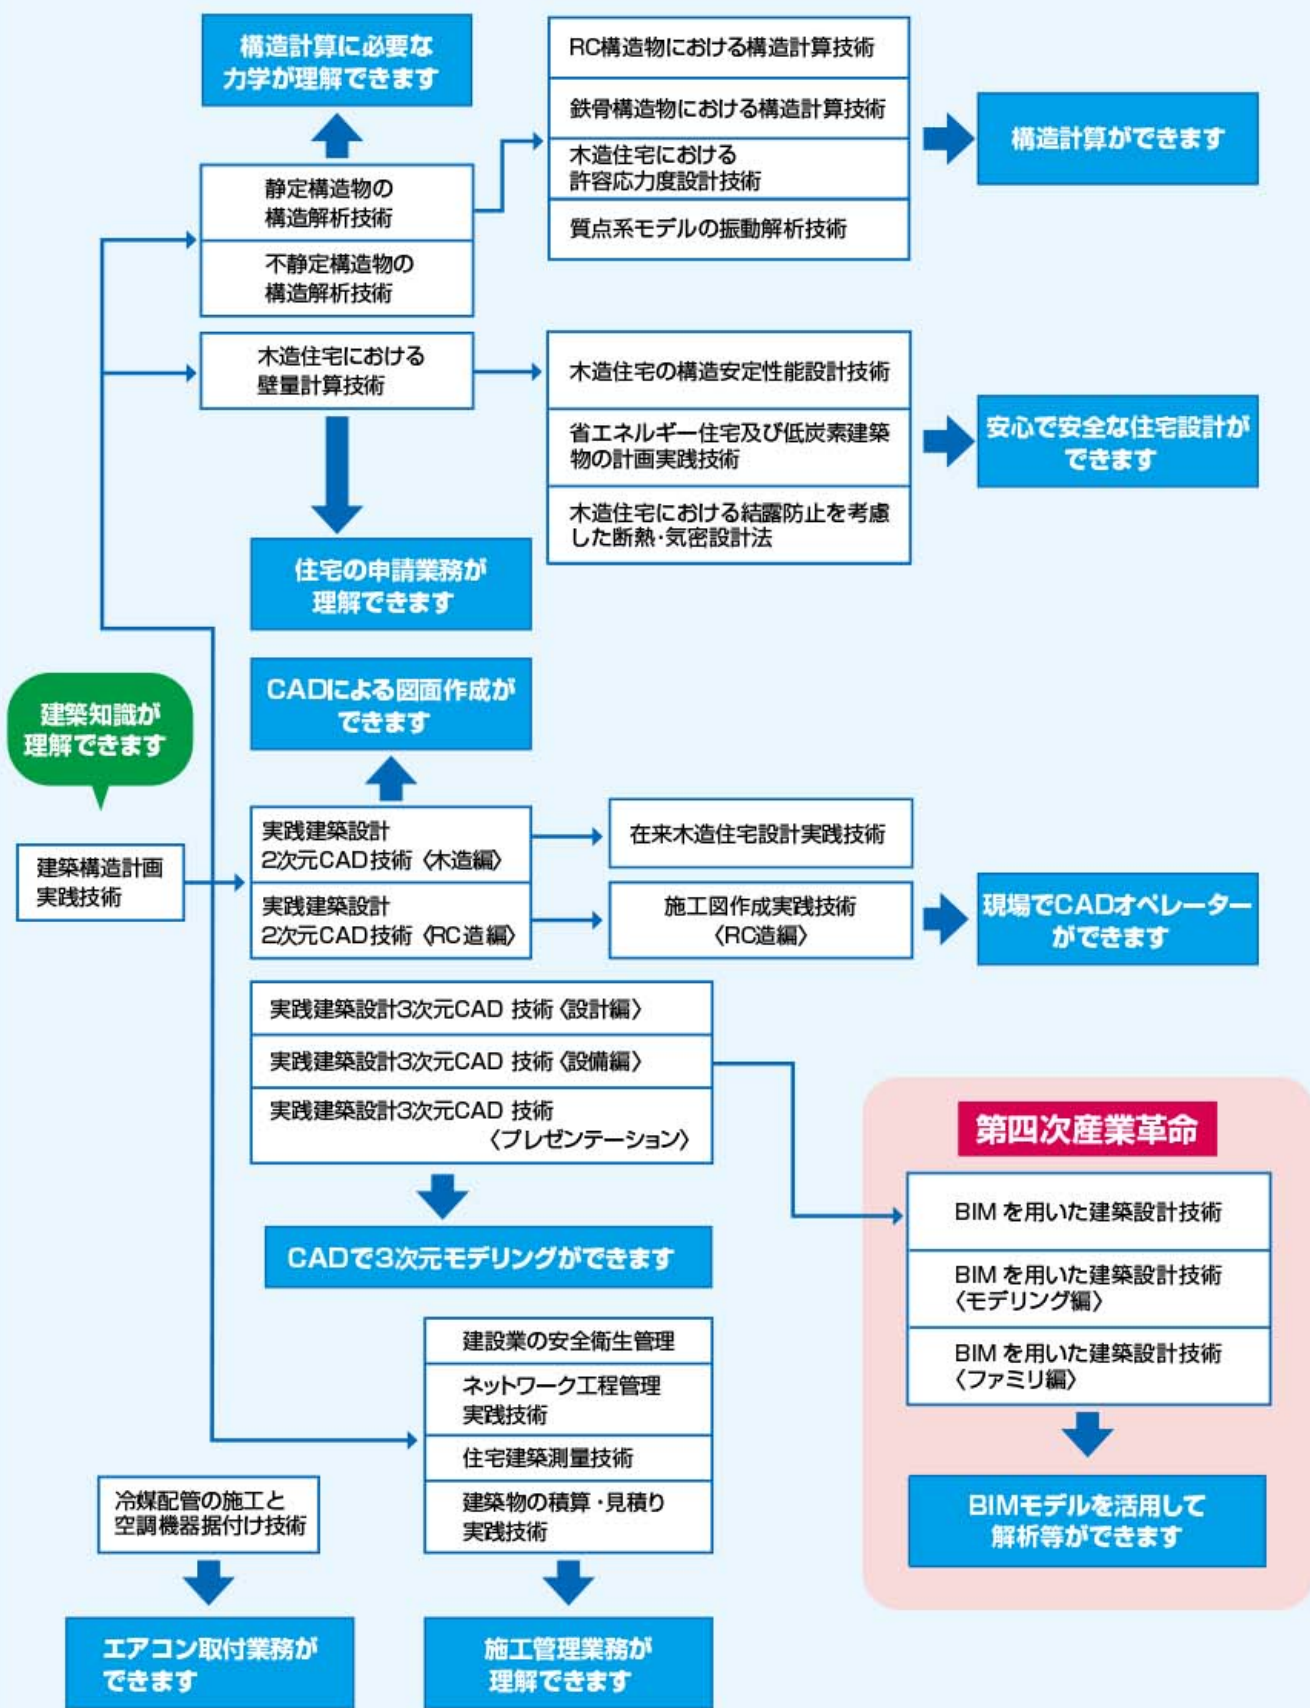 構造計算に必要な
力学が理解できます
RC構造物における構造計算技術
鉄骨構造物における構造計算技術
木造住宅における
許容応力度設計技術
質点系モデルの振動解析技術
構造計算ができます
静定構造物の
構造解析技術
不静定構造物の
構造解析技術
木造住宅における
壁量計算技術
木造住宅の構造安定性能設計技術
省エネルギー住宅及び低炭素建築
物の計画実践技術
木造住宅における結露防止を考慮
した断熱・気密設計法
安心で安全な住宅設計が
できます
住宅の申請業務が
理解できます
CADによる図面作成が
できます
建築知識が
理解できます
建築構造計画
実践技術
実践建築設計
2次元CAD技術〈木造編〉
実践建築設計
2次元CAD技術〈RC造編〉
在来木造住宅設計実践技術
施工図作成実践技術
〈RC造編〉
現場でCADオペレーター
ができます
実践建築設計3次元CAD 技術〈設計編〉
実践建築設計3次元CAD 技術〈設備編〉
実践建築設計3次元CAD 技術
〈プレゼンテーション〉
CADで3次元モデリングができます
第四次産業革命
BIM を用いた建築設計技術
BIM を用いた建築設計技術
〈モデリング編〉
BIM を用いた建築設計技術
〈ファミリ編〉
BIMモデルを活用して
解析等ができます
建設業の安全衛生管理
ネットワーク工程管理
実践技術
住宅建築測量技術
建築物の積算・見積り
実践技術
施工管理業務が
理解できます
冷媒配管の施工と
空調機器据付け技術
エアコン取付業務が
できます